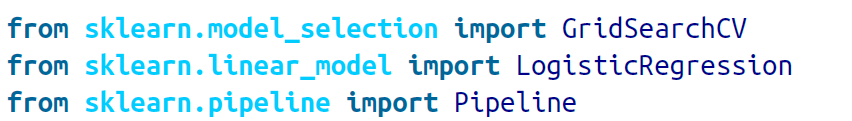 from sklearn.model_selection import GridSearchCV
from sklearn.linear_model import LogisticRegression
from sklearn.pipeline import Pipeline